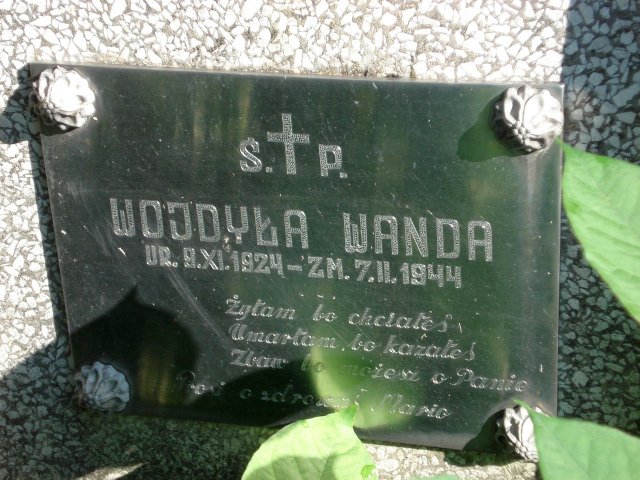 Ś. P.
WOJDYŁA WANDA
UR. 9.XI.1924 – ZM. 7.II.1944
Żyłam bo chciałeś
Umarłam bo kazałeś
Zbaw bo możesz o Panie
o zdrowaś Mario